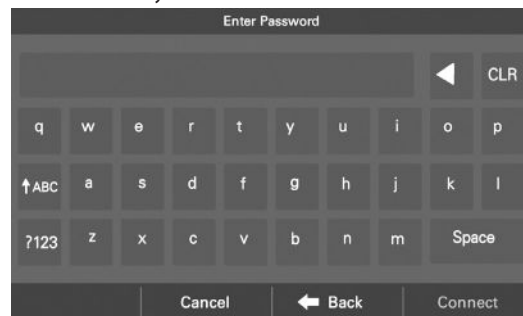 Enter Password
CLR
q w e r t y u i o p
ABC a s d f g h j k l
?123 z x c v b n m Space
Cancel Back Connect